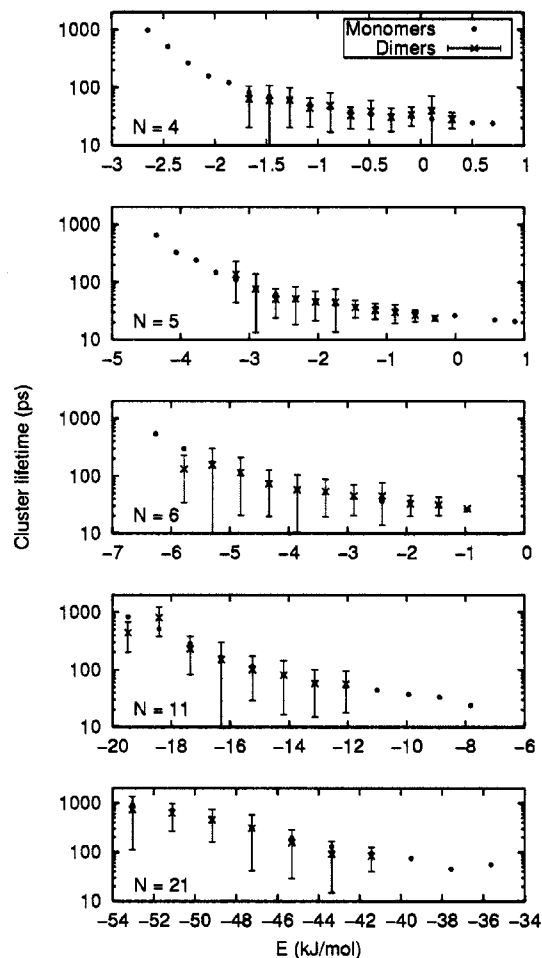 Monomers
Dimers
1000
100
10
N = 4
−3 −2.5 −2 −1.5 −1 −0.5 0 0.5 1
1000
100
10
N = 5
−5 −4 −3 −2 −1 0 1
Cluster lifetime (ps)
1000
100
10
N = 6
−7 −6 −5 −4 −3 −2 −1 0
1000
100
10
N = 11
−20 −18 −16 −14 −12 −10 −8 −6
1000
100
10
N = 21
−54 −52 −50 −48 −46 −44 −42 −40 −38 −36 −34
E (kJ/mol)